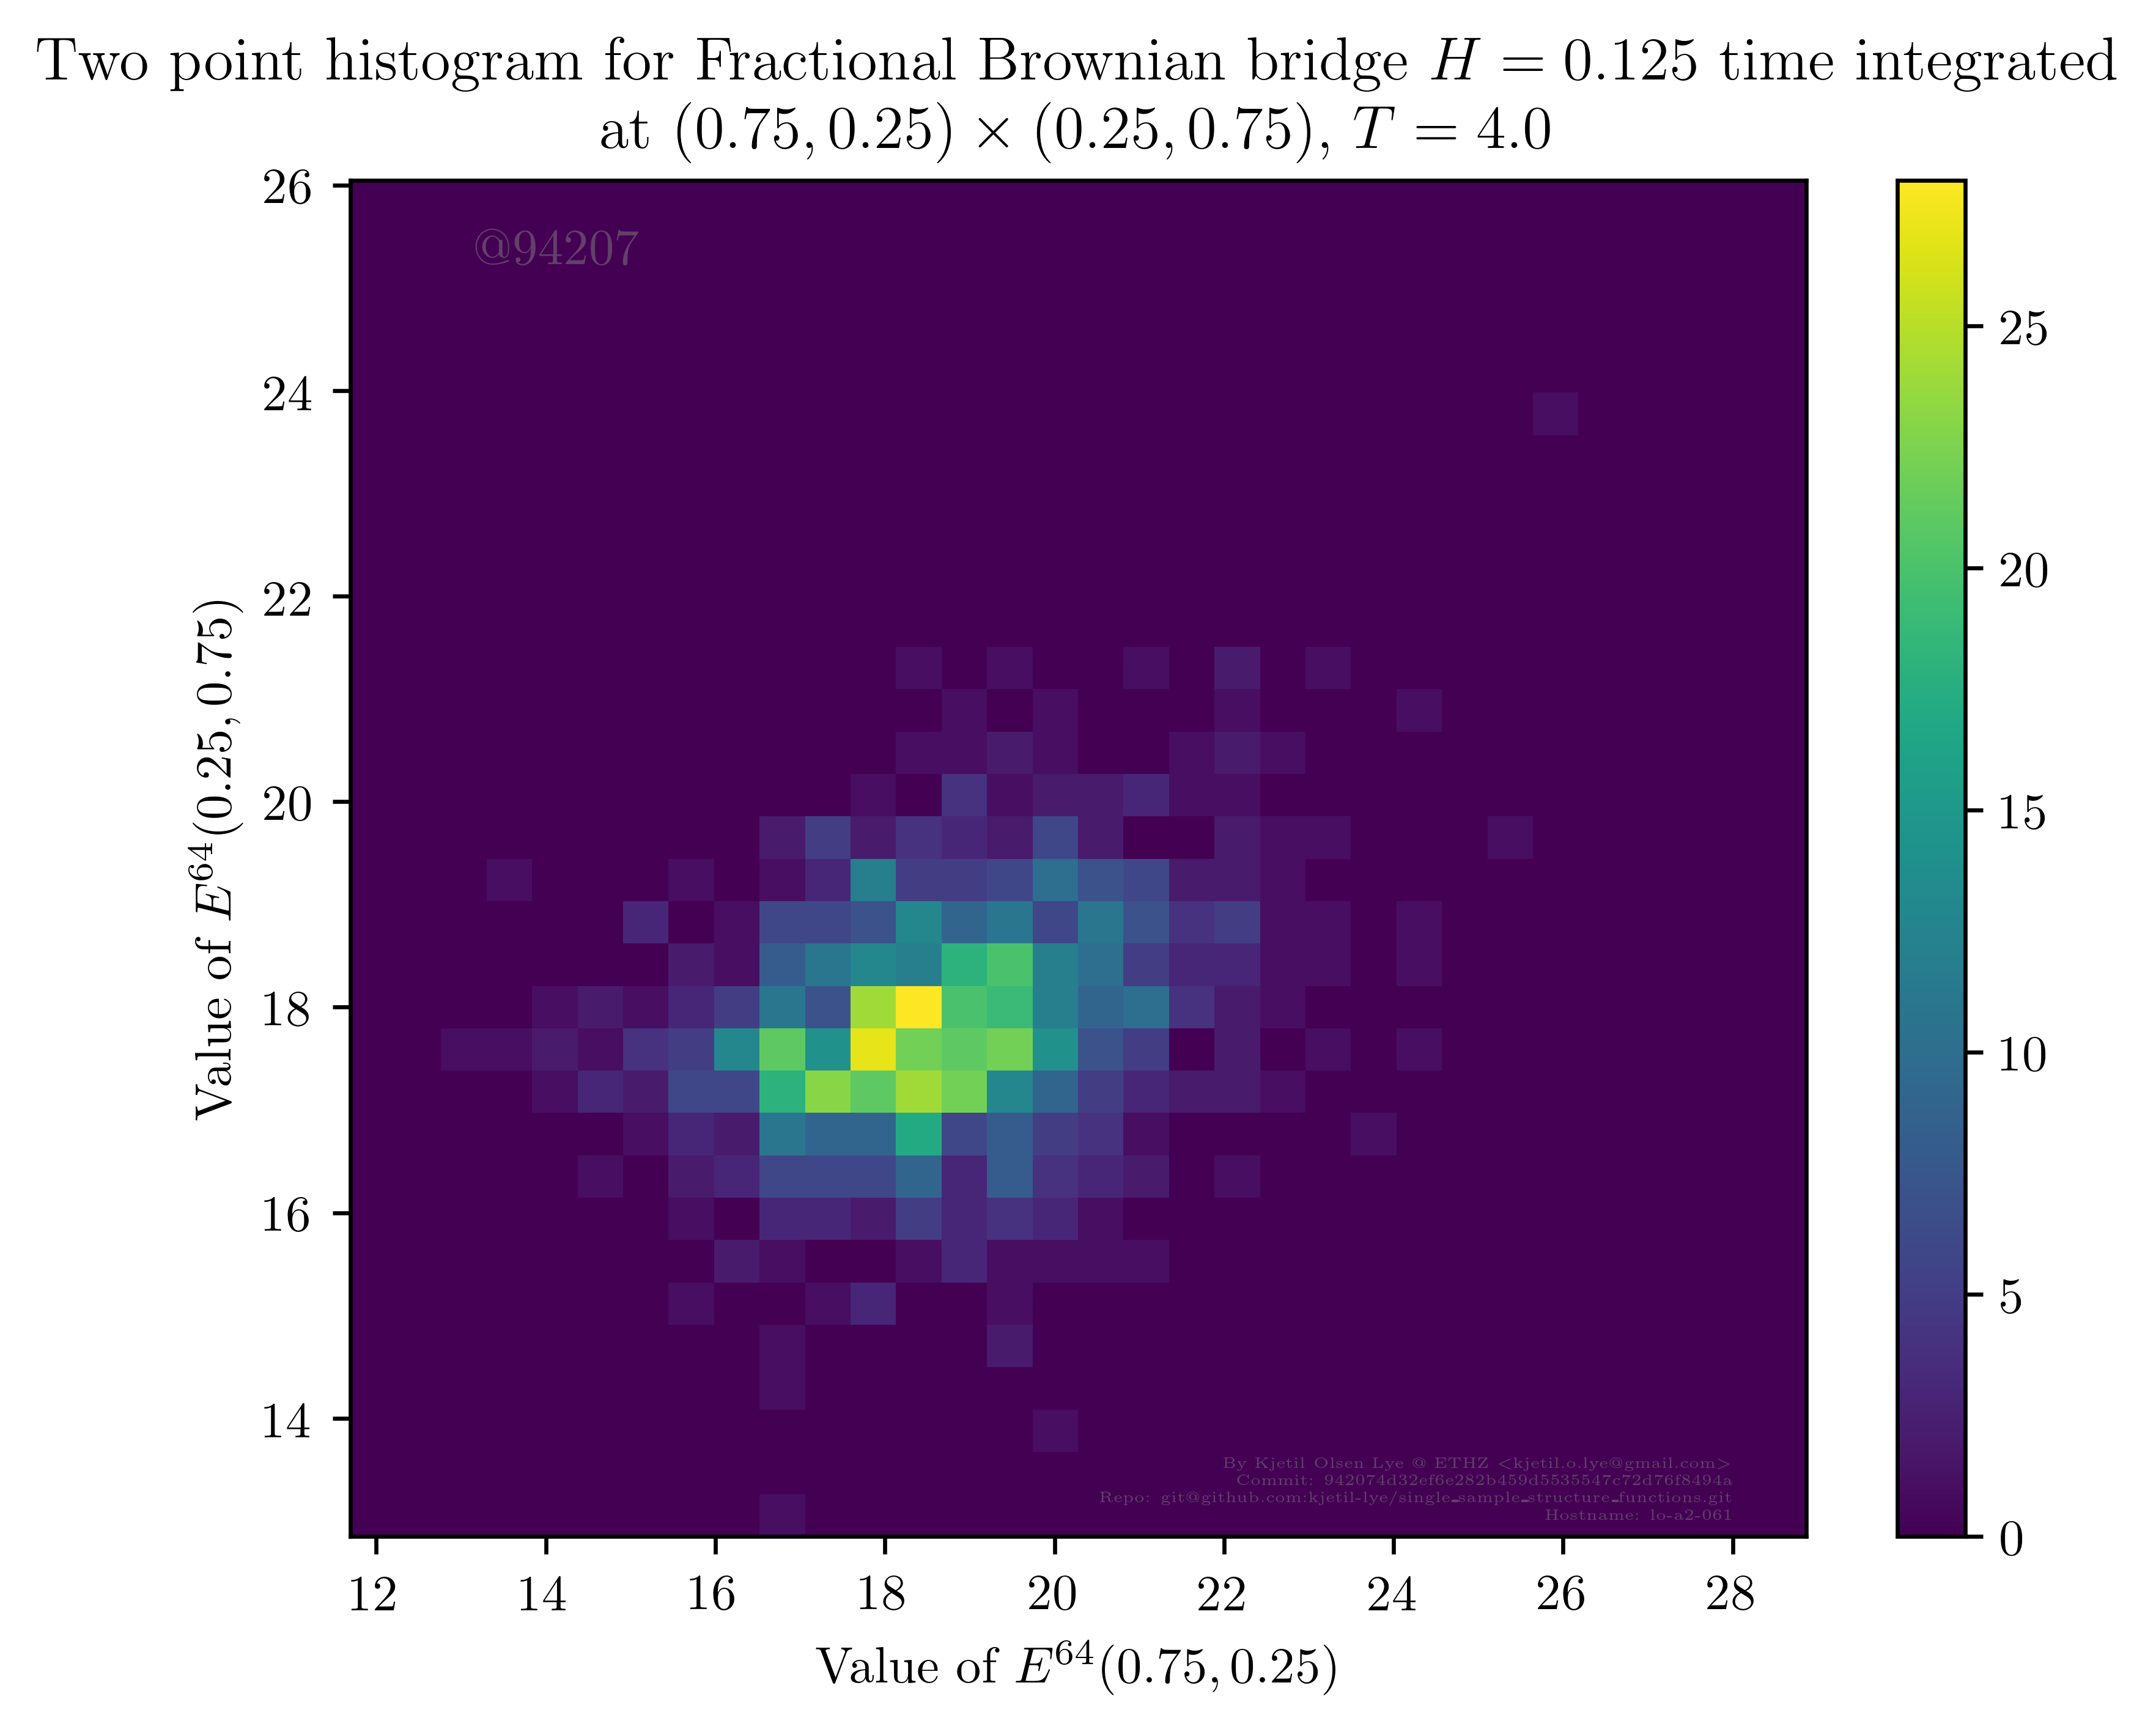 Two point histogram for Fractional Brownian bridge H = 0.125 time integrated
at (0.75, 0.25) × (0.25, 0.75), T = 4.0
@94207
26
24
22
20
18
16
14
Value of E^64(0.25, 0.75)
12 14 16 18 20 22 24 26 28
Value of E^64(0.75, 0.25)
25
20
15
10
5
0
By Kjetil Olsen Lye @ ETHZ <kjetil.o.lye@gmail.com>
Commit: 942074d32ef6e282b459d5535547c72d76f8494a
Repo: git@github.com:kjetil-lye/single_sample_structure_functions.git
Hostname: lo-a2-061